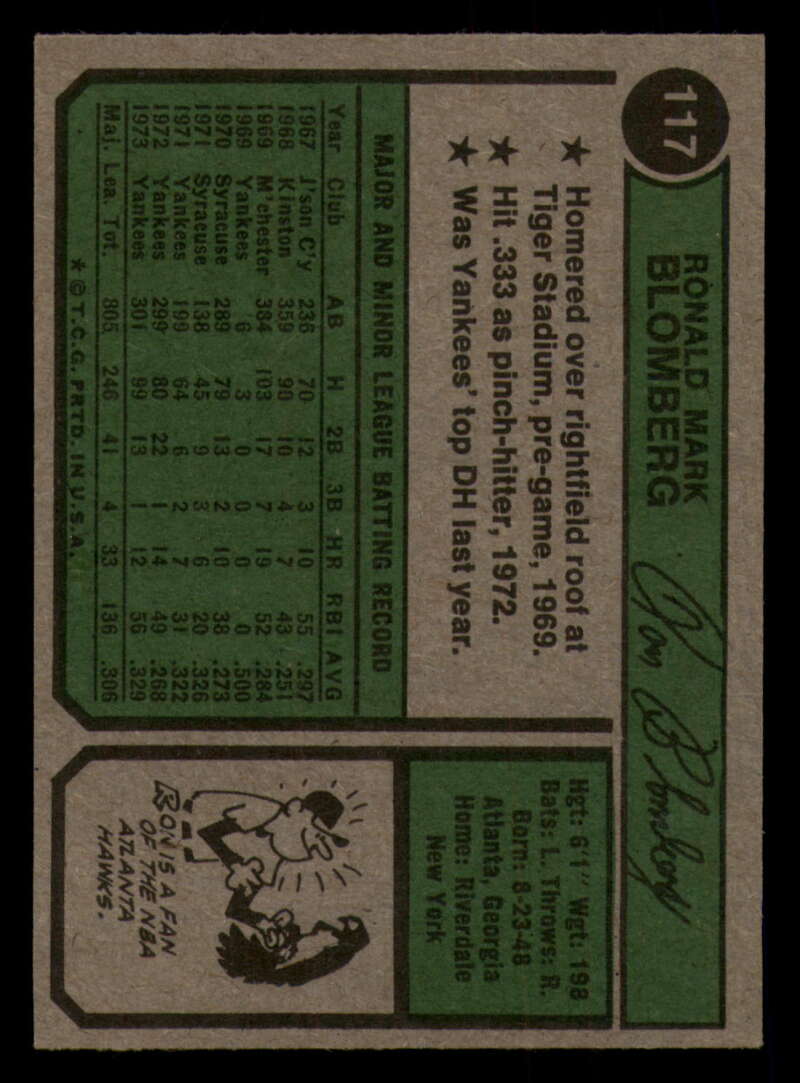 117
RONALD MARK
BLOMBERG
Ron Blomberg
★ Homered over rightfield roof at
Tiger Stadium, pre-game, 1969.
★ Hit .333 as pinch-hitter, 1972.
★ Was Yankees' top DH last year.
MAJOR AND MINOR LEAGUE BATTING RECORD
Year Club AB H 2B 3B HR RBI AVG
1967 J'son C'y 236 70 12 3 10 55 .297
1968 Kinston 359 90 10 4 7 43 .251
1969 M'chester 384 103 17 7 19 52 .284
1969 Yankees 6 3 0 0 0 0 .500
1970 Syracuse 289 79 13 2 10 38 .273
1971 Syracuse 138 45 9 3 6 20 .326
1971 Yankees 199 64 6 2 7 31 .322
1972 Yankees 299 80 22 1 14 49 .268
1973 Yankees 301 99 13 1 12 56 .329
Maj. Lea. Tot. 805 246 41 4 33 136 .306
★ © T.C.G. PRTD. IN U.S.A.
Hgt: 6'1" Wgt: 198
Bats: L. Throws: R.
Born: 8-23-48
Atlanta, Georgia
Home: Riverdale
New York
RON IS A FAN
OF THE NBA
ATLANTA
HAWKS.